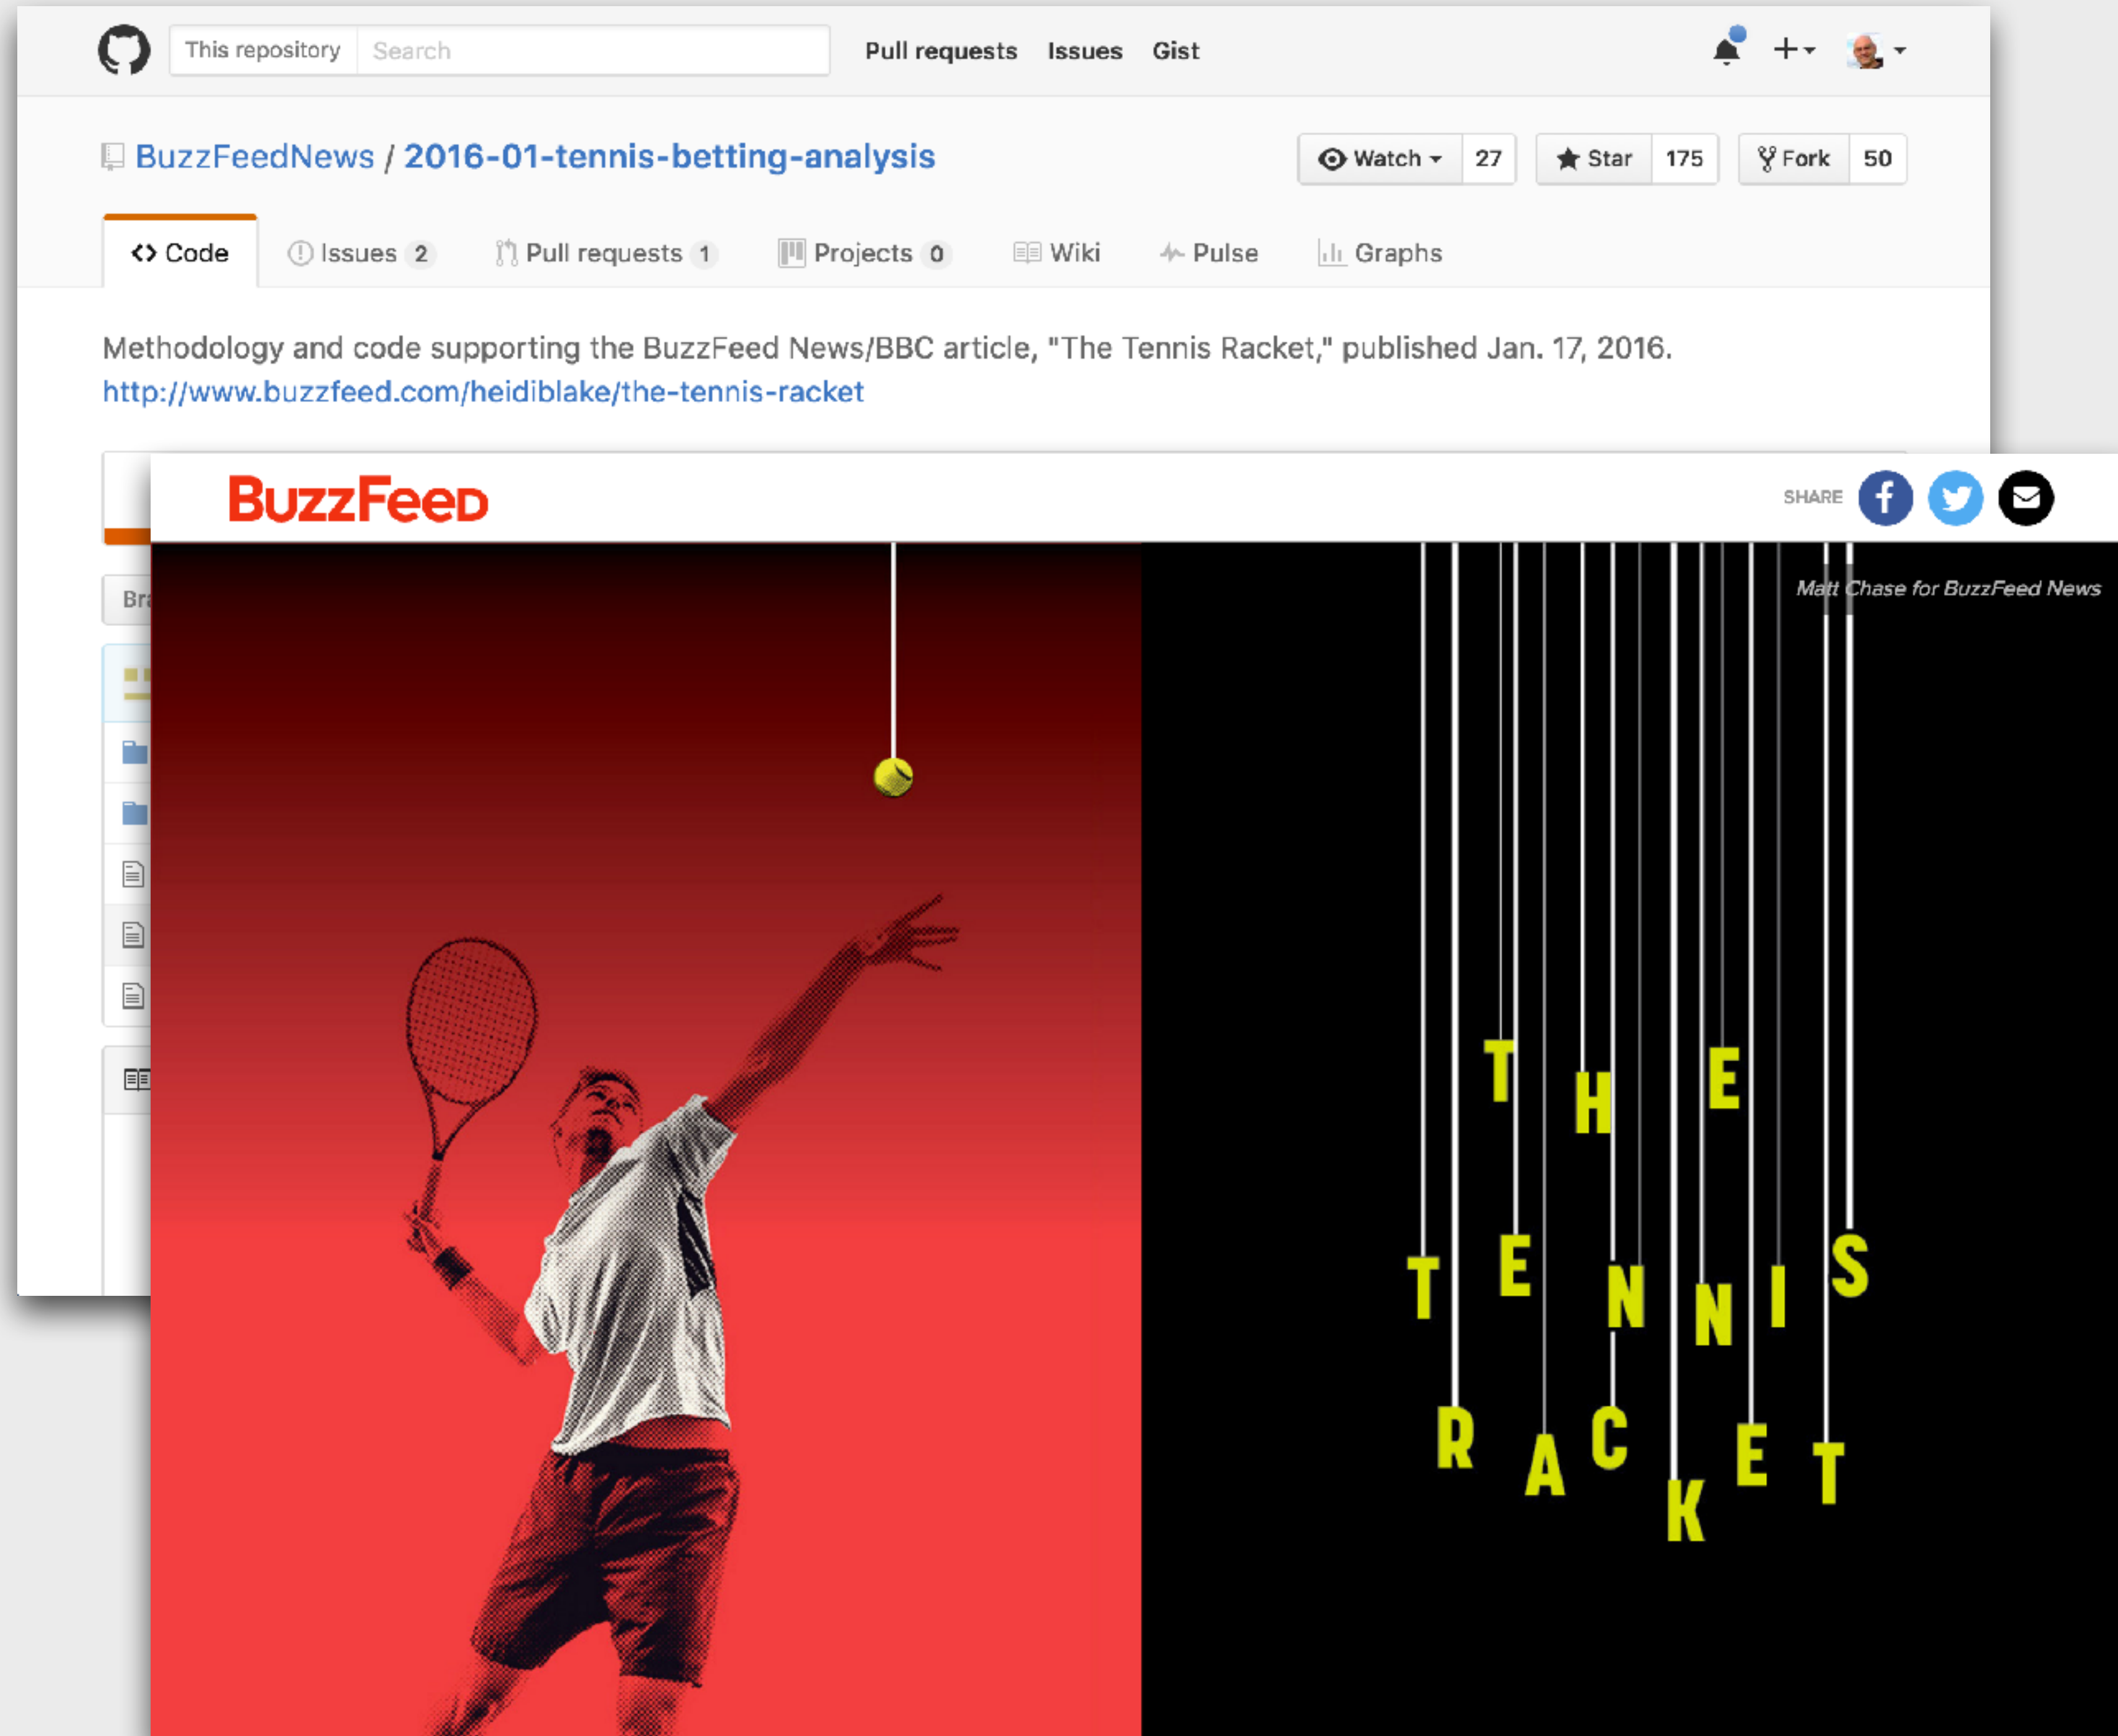 This repository Search Pull requests Issues Gist
BuzzFeedNews / 2016-01-tennis-betting-analysis Watch 27 Star 175 Fork 50
Code Issues 2 Pull requests 1 Projects 0 Wiki Pulse Graphs
Methodology and code supporting the BuzzFeed News/BBC article, "The Tennis Racket," published Jan. 17, 2016.
http://www.buzzfeed.com/heidiblake/the-tennis-racket
BuzzFeeD SHARE
Matt Chase for BuzzFeed News
THE
TENNIS
RACKET